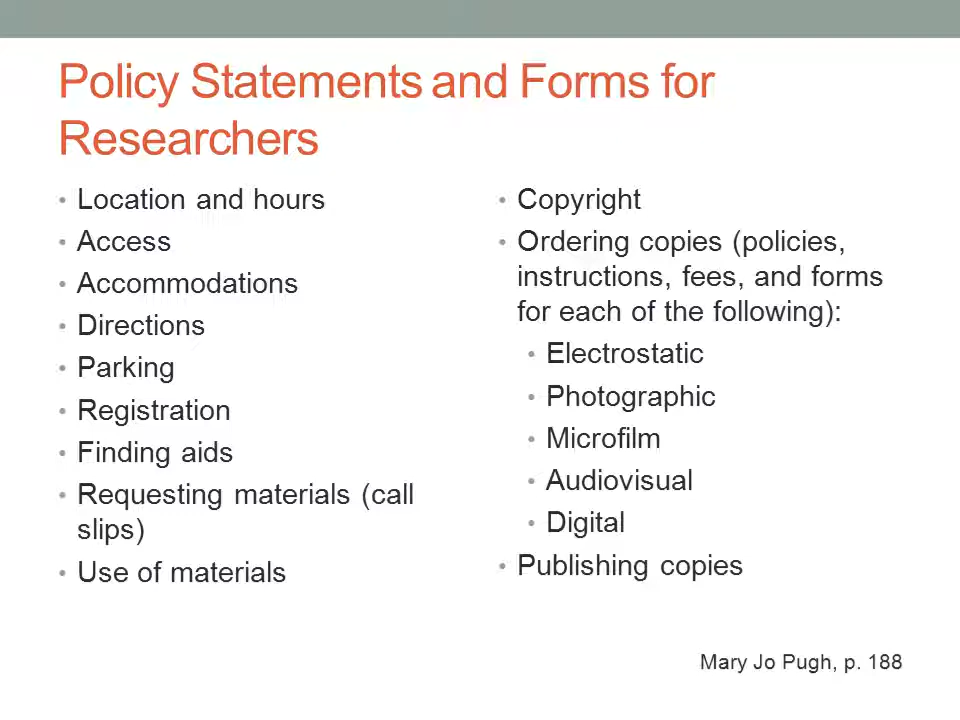 Policy Statements and Forms for
Researchers
• Location and hours
• Access
• Accommodations
• Directions
• Parking
• Registration
• Finding aids
• Requesting materials (call
slips)
• Use of materials
• Copyright
• Ordering copies (policies,
instructions, fees, and forms
for each of the following):
• Electrostatic
• Photographic
• Microfilm
• Audiovisual
• Digital
• Publishing copies
Mary Jo Pugh, p. 188